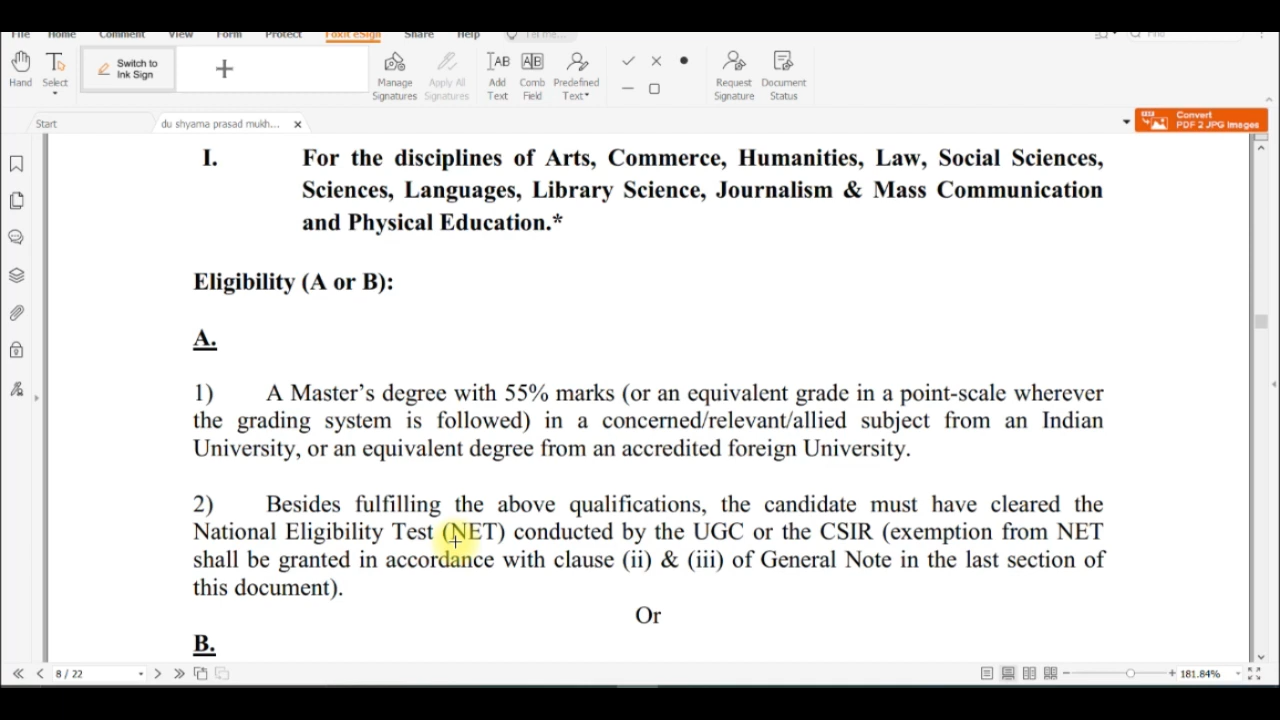 File Home Comment View Form Protect Foxit eSign Share Help Tell me... Find
Hand Select Switch to Ink Sign Manage Signatures Apply All Signatures Add Text Comb Field Predefined Text Request Signature Document Status
Start du shyama prasad mukh... Convert PDF 2 JPG Images
I. For the disciplines of Arts, Commerce, Humanities, Law, Social Sciences,
Sciences, Languages, Library Science, Journalism & Mass Communication
and Physical Education.*
Eligibility (A or B):
A.
1) A Master’s degree with 55% marks (or an equivalent grade in a point-scale wherever
the grading system is followed) in a concerned/relevant/allied subject from an Indian
University, or an equivalent degree from an accredited foreign University.
2) Besides fulfilling the above qualifications, the candidate must have cleared the
National Eligibility Test (NET) conducted by the UGC or the CSIR (exemption from NET
shall be granted in accordance with clause (ii) & (iii) of General Note in the last section of
this document).
Or
B.
8 / 22 181.84%